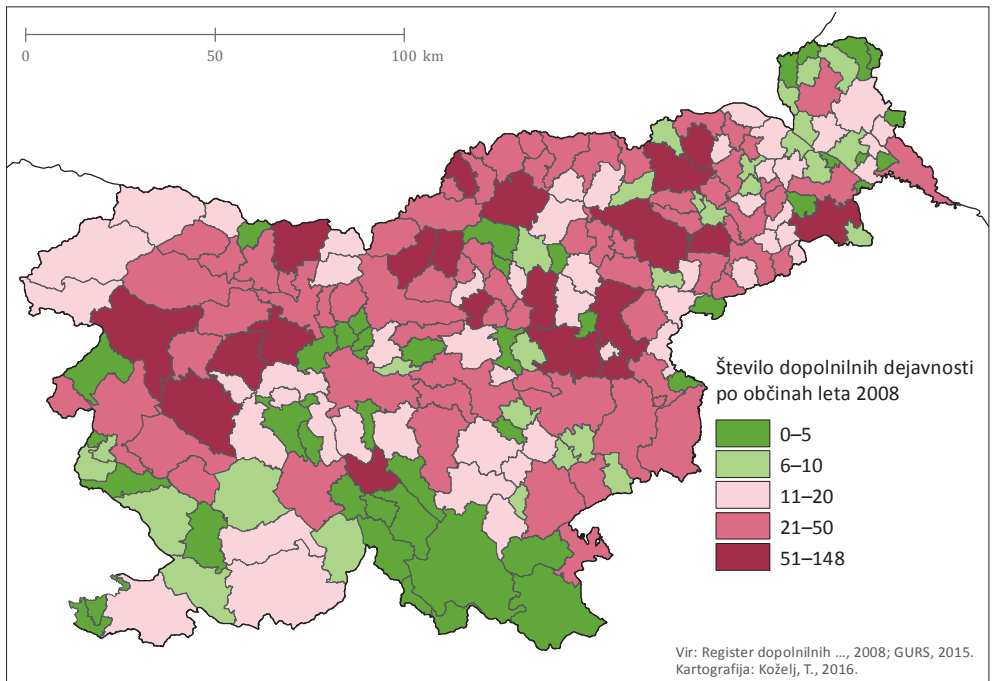 0 50 100 km
Število dopolnilnih dejavnosti
po občinah leta 2008
0–5
6–10
11–20
21–50
51–148
Vir: Register dopolnilnih ..., 2008; GURS, 2015.
Kartografija: Koželj, T., 2016.